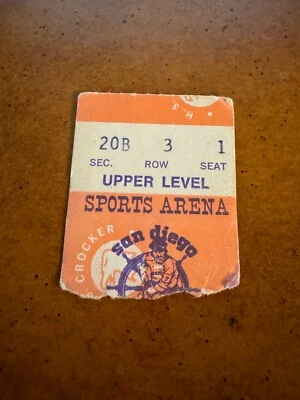 H.S.
20B 3 1
SEC. ROW SEAT
UPPER LEVEL
SPORTS ARENA
san diego
CROCKER